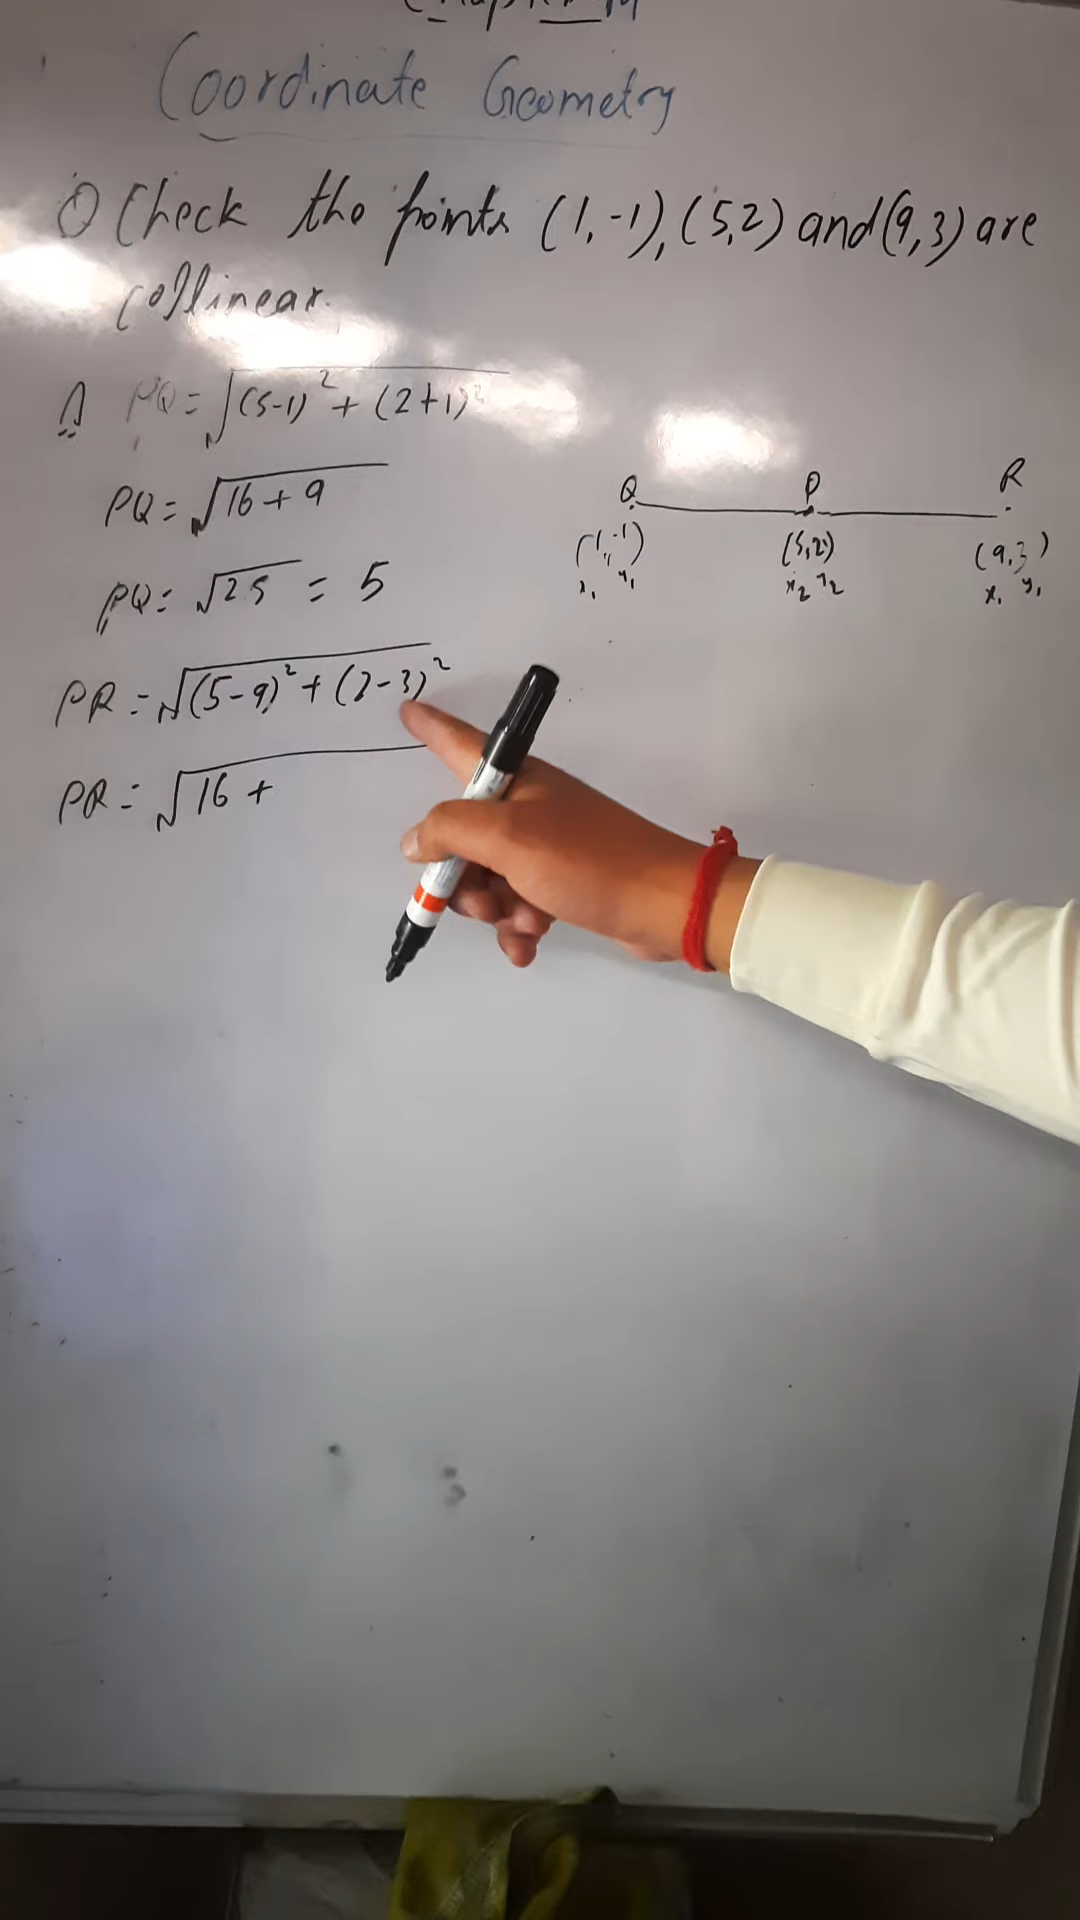 Coordinate Geometry
Q Check the points (1,-1),(5,2) and(9,3) are
collinear.
A PQ = √(5-1)² + (2+1)²
PQ = √16 + 9
PQ = √25 = 5
PR = √(5-9)² + (2-3)²
PR = √16 +
Q P R
(1,-1) (5,2) (9,3)
x₁ y₁ x₂ y₂ x₁ y₁